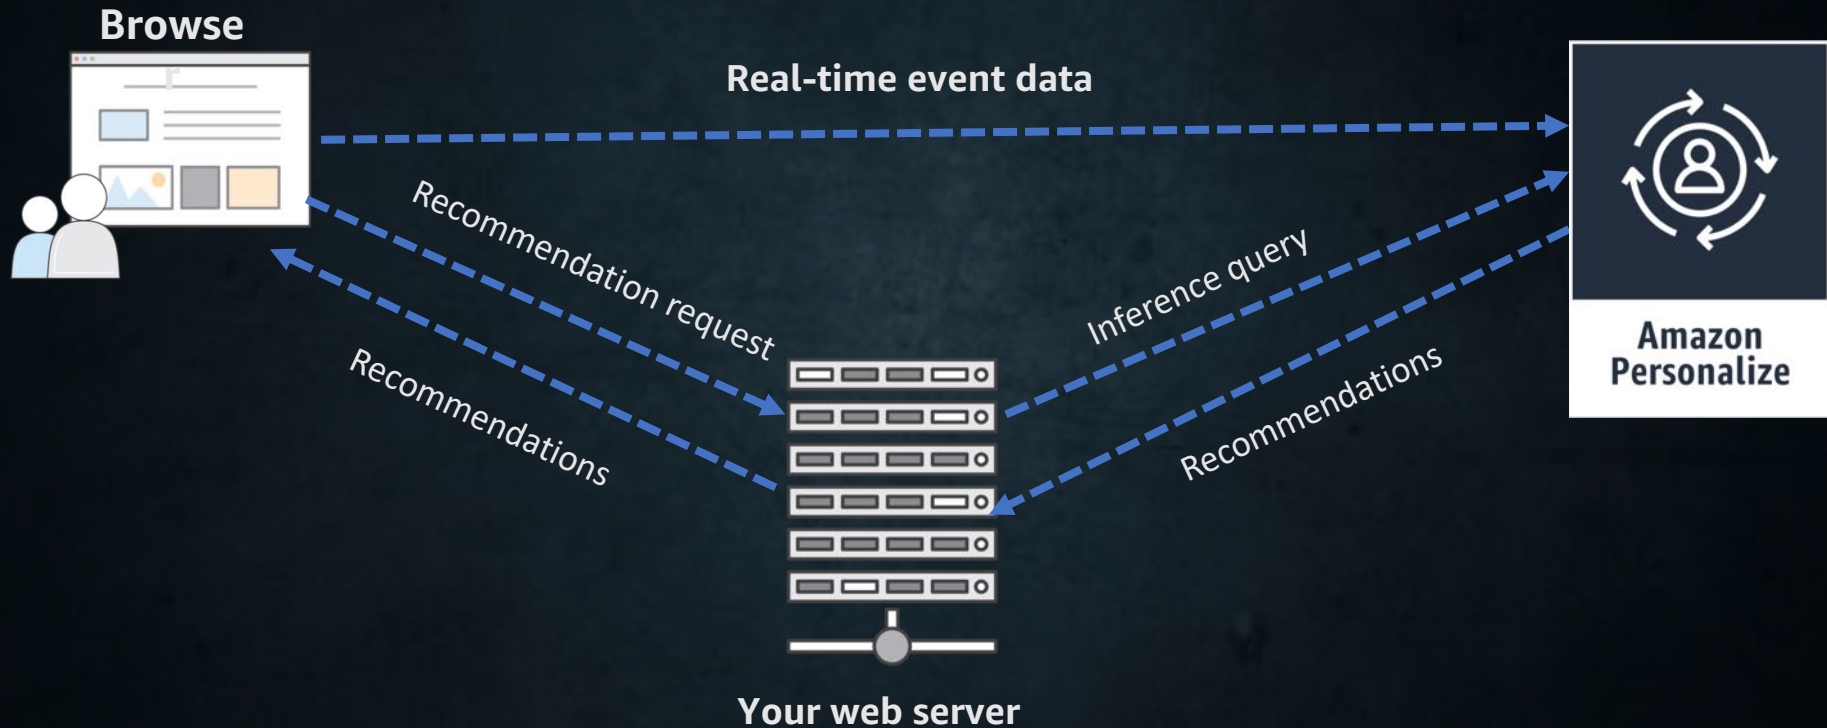 Browse
r
Real-time event data
Recommendation request
Inference query
Recommendations
Recommendations
Amazon
Personalize
Your web server